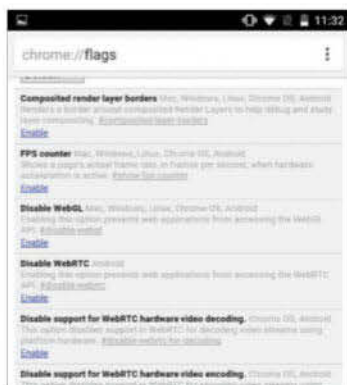 11:32
chrome://flags
Composited render layer borders Mac, Windows, Linux, Chrome OS, Android
Renders a border around composited Render Layers to help debug and study
layer compositing. #composited-layer-borders
Enable
FPS counter Mac, Windows, Linux, Chrome OS, Android
Shows a page's actual frame rate, in frames per second, when hardware
acceleration is active. #show-fps-counter
Enable
Disable WebGL Mac, Windows, Linux, Chrome OS, Android
Enabling this option prevents web applications from accessing the WebGL
API. #disable-webgl
Enable
Disable WebRTC Android
Enabling this option prevents web applications from accessing the WebRTC
API. #disable-webrtc
Enable
Disable support for WebRTC hardware video decoding. Chrome OS, Android
This option disables support in WebRTC for decoding video streams using
platform hardware. #disable-webrtc-hw-decoding
Enable
Disable support for WebRTC hardware video encoding. Chrome OS, Android